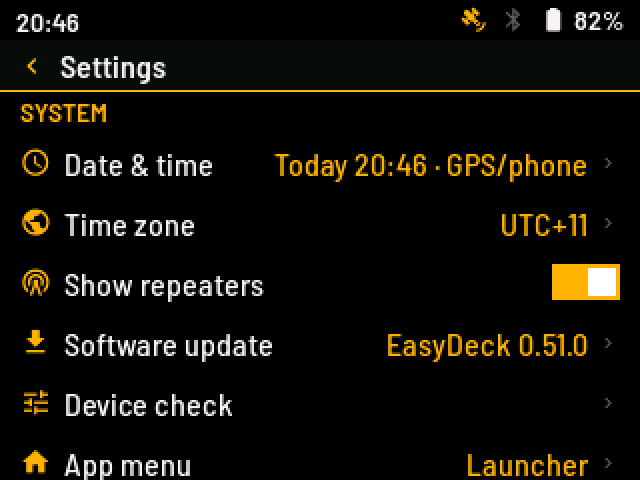 20:46 82%
Settings
SYSTEM
Date & time Today 20:46 · GPS/phone
Time zone UTC+11
Show repeaters
Software update EasyDeck 0.51.0
Device check
App menu Launcher